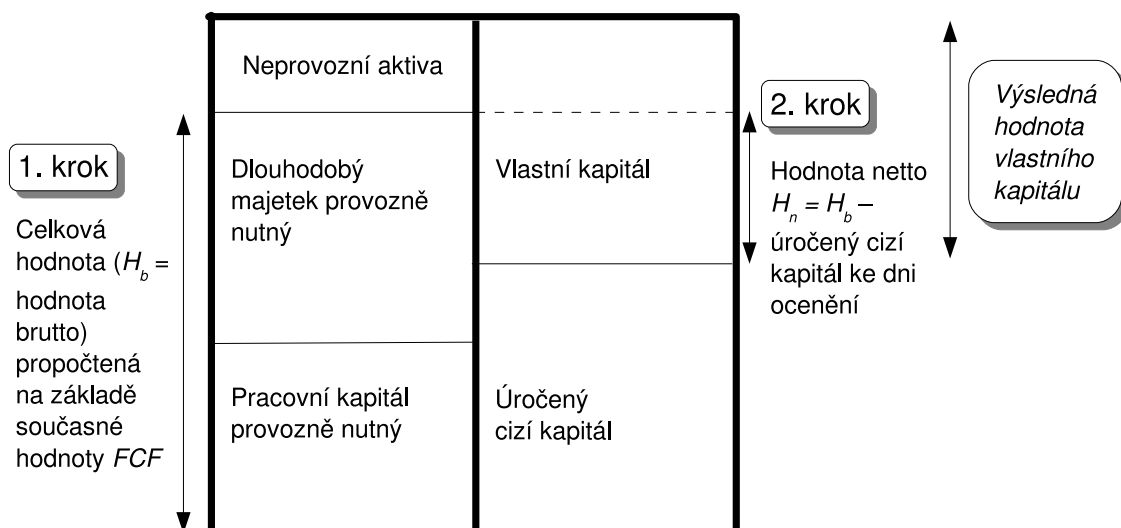 1. krok
Celková
hodnota (H_b =
hodnota
brutto)
propočtená
na základě
současné
hodnoty FCF
Neprovozní aktiva
Dlouhodobý
majetek provozně
nutný
Pracovní kapitál
provozně nutný
Vlastní kapitál
Úročený
cizí kapitál
2. krok
Hodnota netto
H_n = H_b –
úročený cizí
kapitál ke dni
ocenění
Výsledná
hodnota
vlastního
kapitálu